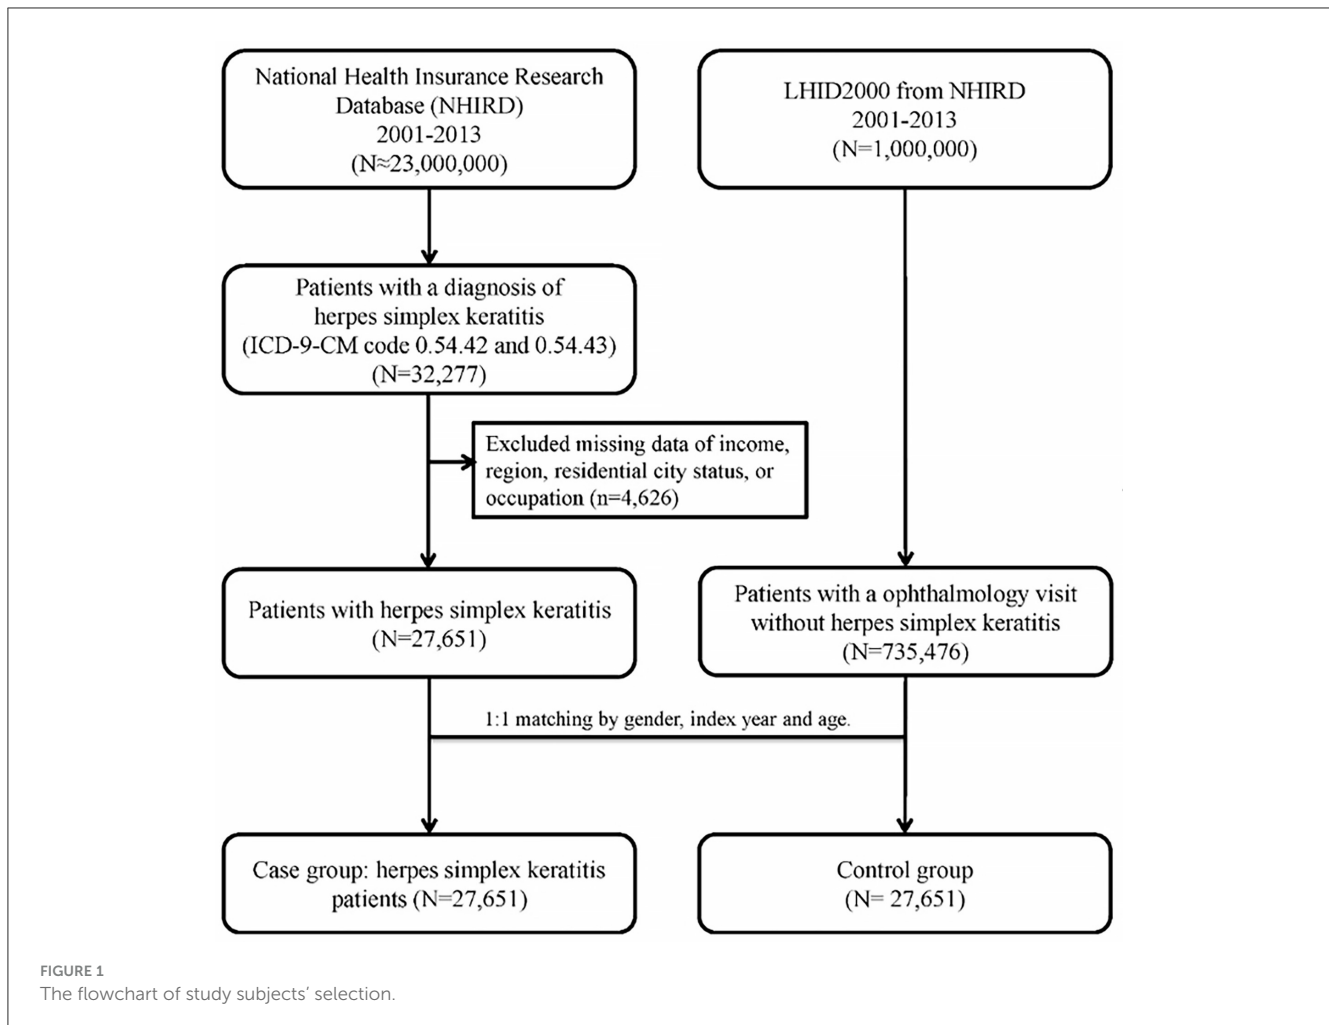 National Health Insurance Research
Database (NHIRD)
2001-2013
(N≈23,000,000)
LHID2000 from NHIRD
2001-2013
(N=1,000,000)
Patients with a diagnosis of
herpes simplex keratitis
(ICD-9-CM code 0.54.42 and 0.54.43)
(N=32,277)
Excluded missing data of income,
region, residential city status, or
occupation (n=4,626)
Patients with herpes simplex keratitis
(N=27,651)
Patients with a ophthalmology visit
without herpes simplex keratitis
(N=735,476)
1:1 matching by gender, index year and age.
Case group: herpes simplex keratitis
patients (N=27,651)
Control group
(N= 27,651)
FIGURE 1
The flowchart of study subjects’ selection.